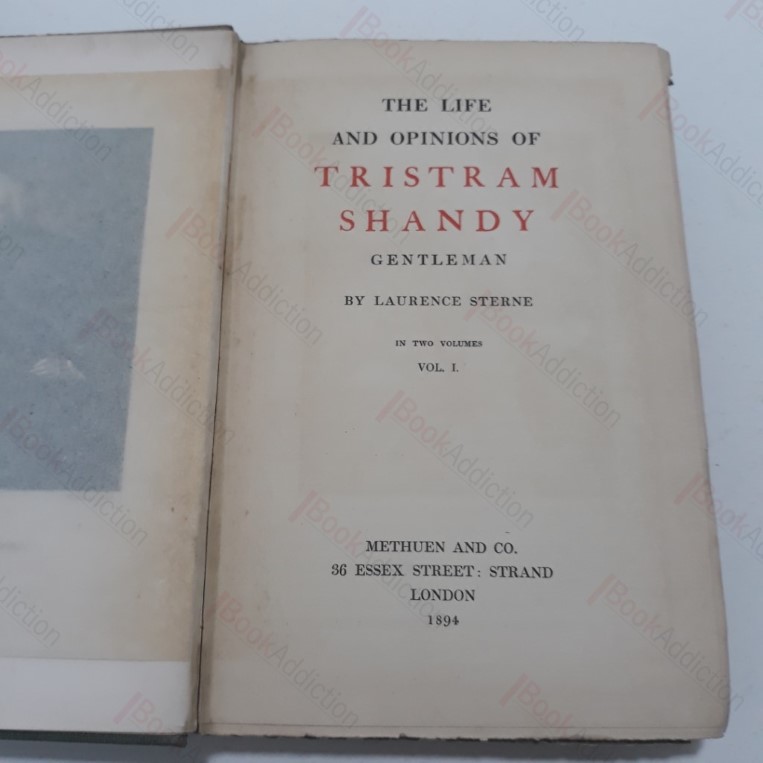 THE LIFE
AND OPINIONS OF
TRISTRAM
SHANDY
GENTLEMAN
BY LAURENCE STERNE
IN TWO VOLUMES
VOL. I.
METHUEN AND CO.
36 ESSEX STREET: STRAND
LONDON
1894
BookAddiction